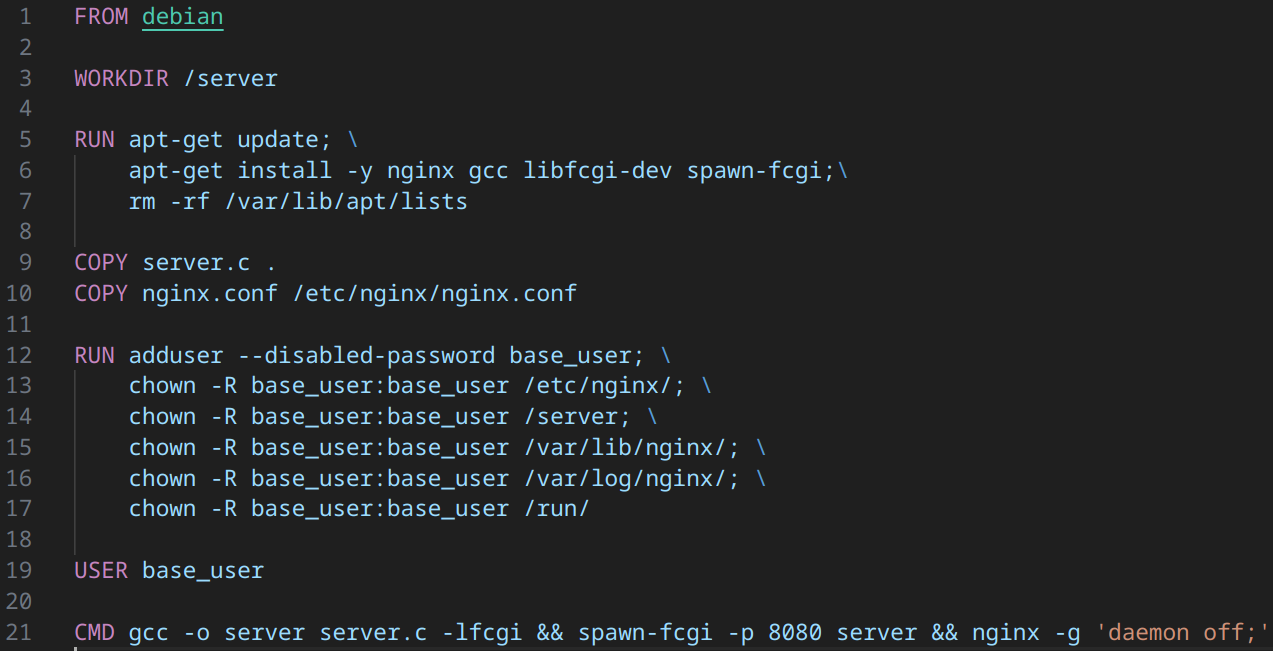 1 FROM debian
2
3 WORKDIR /server
4
5 RUN apt-get update; \
6 apt-get install -y nginx gcc libfcgi-dev spawn-fcgi;\
7 rm -rf /var/lib/apt/lists
8
9 COPY server.c .
10 COPY nginx.conf /etc/nginx/nginx.conf
11
12 RUN adduser --disabled-password base_user; \
13 chown -R base_user:base_user /etc/nginx/; \
14 chown -R base_user:base_user /server; \
15 chown -R base_user:base_user /var/lib/nginx/; \
16 chown -R base_user:base_user /var/log/nginx/; \
17 chown -R base_user:base_user /run/
18
19 USER base_user
20
21 CMD gcc -o server server.c -lfcgi && spawn-fcgi -p 8080 server && nginx -g 'daemon off;'